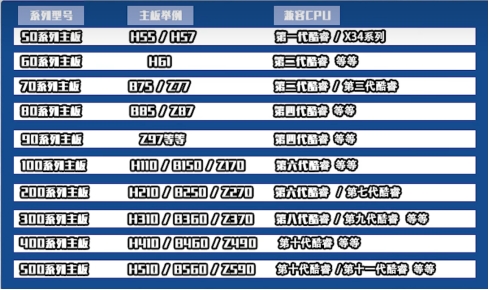 系列型号 主板举例 兼容CPU
50系列主板 H55 / H57 第一代酷睿 / X34系列
60系列主板 H61 第二代酷睿 等等
70系列主板 B75 / Z77 第二代酷睿 / 第三代酷睿
80系列主板 B85 / Z87 第四代酷睿 等等
90系列主板 Z97等等 第四代酷睿 等等
100系列主板 H110 / B150 / Z170 第六代酷睿 等等
200系列主板 H210 / B250 / Z270 第六代酷睿 / 第七代酷睿
300系列主板 H310 / B360 / Z370 第八代酷睿 / 第九代酷睿 等等
400系列主板 H410 / B460 / Z490 第十代酷睿 等等
500系列主板 H510 / B560 / Z590 第十代酷睿 /第十一代酷睿 等等